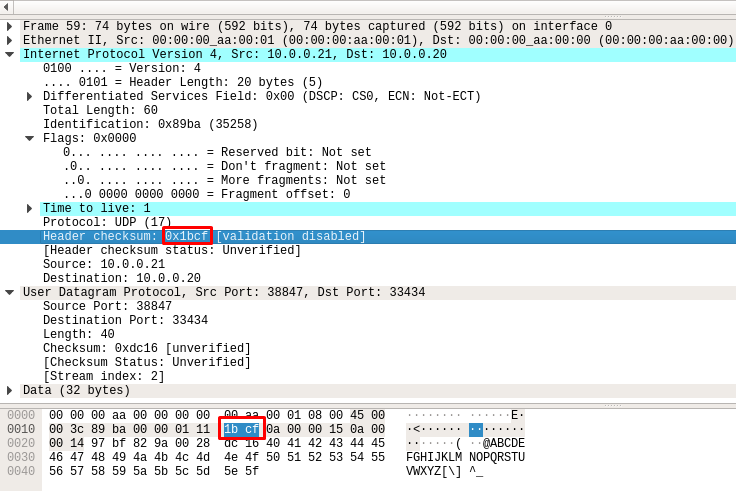 Frame 59: 74 bytes on wire (592 bits), 74 bytes captured (592 bits) on interface 0
Ethernet II, Src: 00:00:00_aa:00:01 (00:00:00:aa:00:01), Dst: 00:00:00_aa:00:00 (00:00:00:aa:00:00)
Internet Protocol Version 4, Src: 10.0.0.21, Dst: 10.0.0.20
0100 .... = Version: 4
.... 0101 = Header Length: 20 bytes (5)
Differentiated Services Field: 0x00 (DSCP: CS0, ECN: Not-ECT)
Total Length: 60
Identification: 0x89ba (35258)
Flags: 0x0000
0... .... .... .... = Reserved bit: Not set
.0.. .... .... .... = Don't fragment: Not set
..0. .... .... .... = More fragments: Not set
...0 0000 0000 0000 = Fragment offset: 0
Time to live: 1
Protocol: UDP (17)
Header checksum: 0x1bcf [validation disabled]
[Header checksum status: Unverified]
Source: 10.0.0.21
Destination: 10.0.0.20
User Datagram Protocol, Src Port: 38847, Dst Port: 33434
Source Port: 38847
Destination Port: 33434
Length: 40
Checksum: 0xdc16 [unverified]
[Checksum Status: Unverified]
[Stream index: 2]
Data (32 bytes)
0000 00 00 00 aa 00 00 00 00 00 aa 00 01 08 00 45 00 ········ ······E·
0010 00 3c 89 ba 00 00 01 11 1b cf 0a 00 00 15 0a 00 ·<······ ········
0020 00 14 97 bf 82 9a 00 28 dc 16 40 41 42 43 44 45 ·······( ··@ABCDE
0030 46 47 48 49 4a 4b 4c 4d 4e 4f 50 51 52 53 54 55 FGHIJKLM NOPQRSTU
0040 56 57 58 59 5a 5b 5c 5d 5e 5f VWXYZ[\] ^_